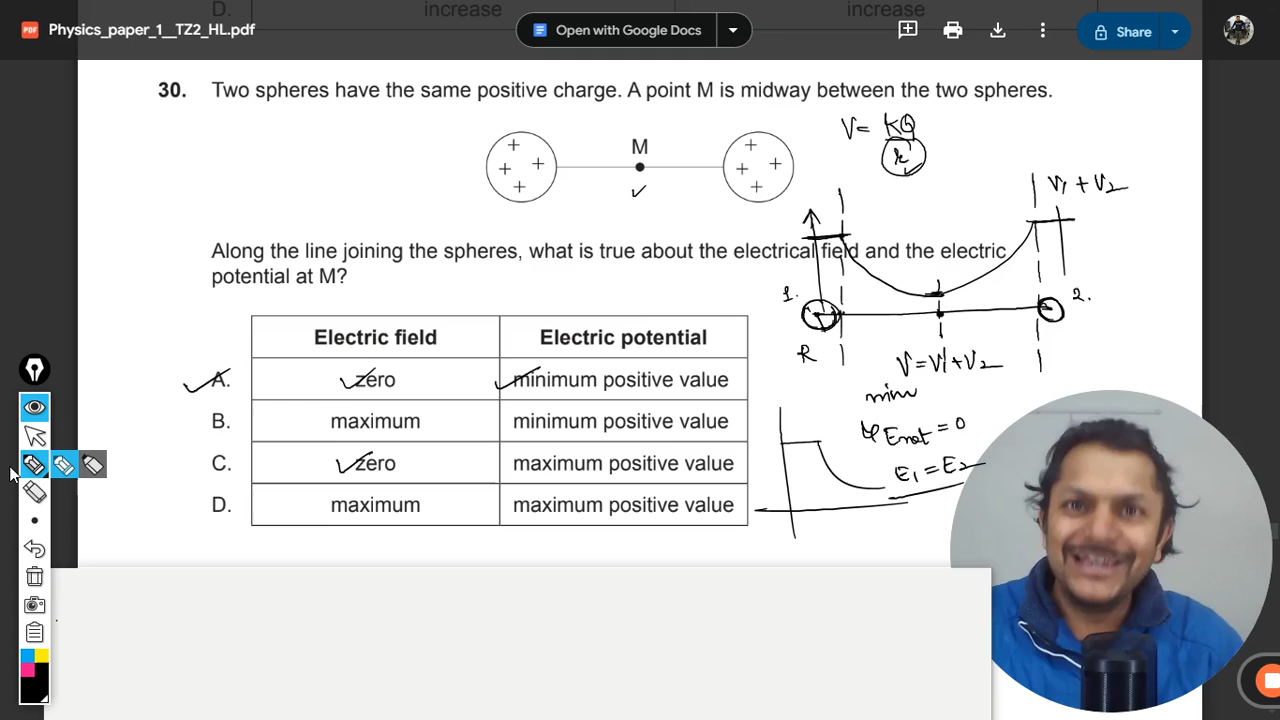 D. increase increase
Physics_paper_1__TZ2_HL.pdf
Open with Google Docs
Share
30. Two spheres have the same positive charge. A point M is midway between the two spheres.
M
Along the line joining the spheres, what is true about the electrical field and the electric
potential at M?
Electric field Electric potential
A. zero minimum positive value
B. maximum minimum positive value
C. zero maximum positive value
D. maximum maximum positive value
V = KQ
r
V1 + V2
1.
2.
R
V = V1 + V2
min
Enet = 0
E1 = E2